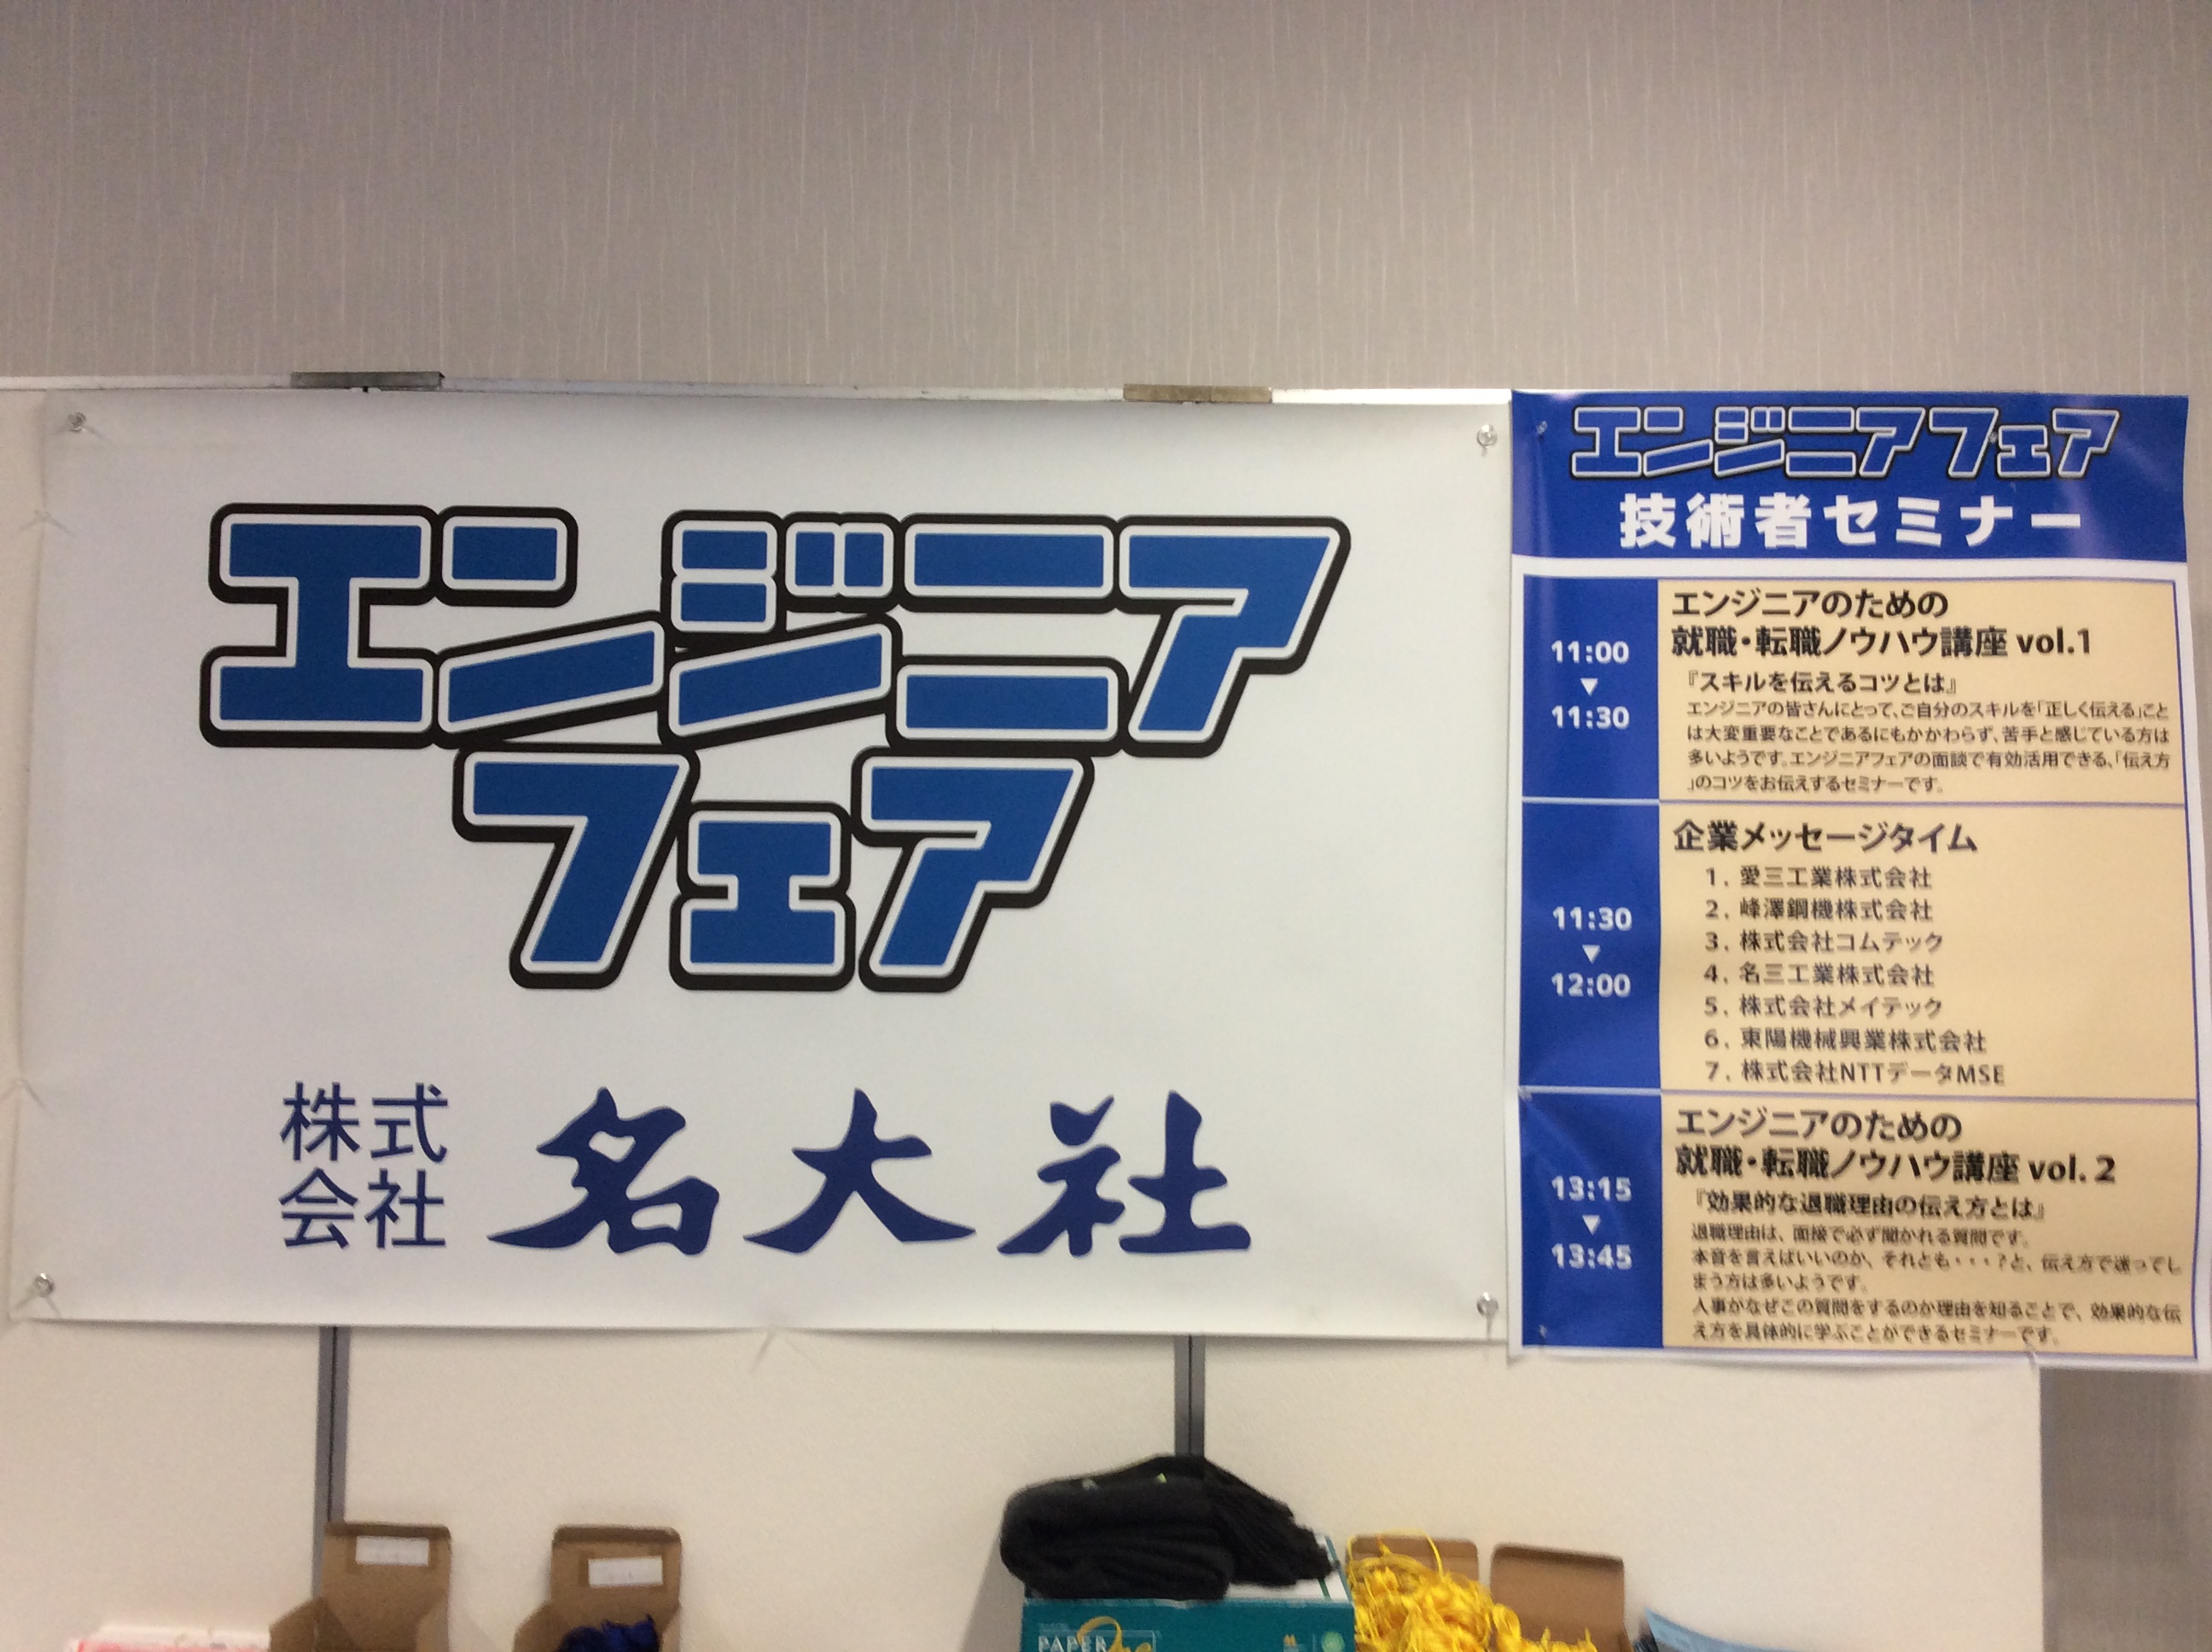 エンジニア
フェア
株式
会社
名大社
エンジニアフェア
技術者セミナー
11:00
▼
11:30
エンジニアのための
就職・転職ノウハウ講座 vol.1
『スキルを伝えるコツとは』
エンジニアの皆さんにとって、ご自分のスキルを「正しく伝える」こと
は大変重要なことであるにもかかわらず、苦手と感じている方は
多いようです。エンジニアフェアの面談で有効活用できる、「伝え方
」のコツをお伝えするセミナーです。
11:30
▼
12:00
企業メッセージタイム
1. 愛三工業株式会社
2. 峰澤鋼機株式会社
3. 株式会社コムテック
4. 名三工業株式会社
5. 株式会社メイテック
6. 東陽機械興業株式会社
7. 株式会社NTTデータMSE
13:15
▼
13:45
エンジニアのための
就職・転職ノウハウ講座 vol. 2
『効果的な退職理由の伝え方とは』
退職理由は、面接で必ず聞かれる質問です。
本音を言えばいいのか、それとも・・・?と、伝え方で迷ってし
まう方は多いようです。
人事がなぜこの質問をするのか理由を知ることで、効果的な伝
え方を具体的に学ぶことができるセミナーです。
PAPER One